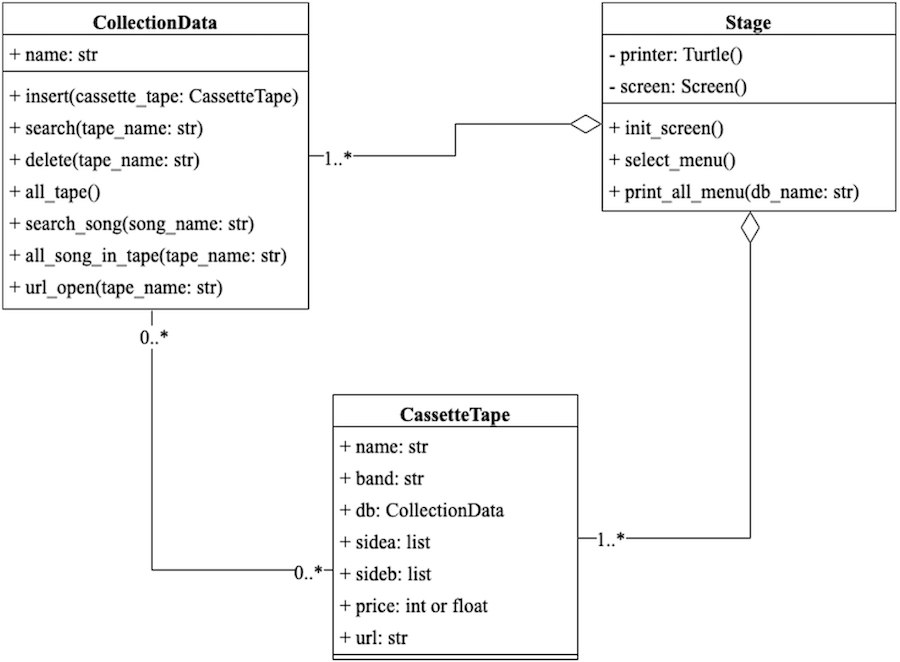 CollectionData
+ name: str
+ insert(cassette_tape: CassetteTape)
+ search(tape_name: str)
+ delete(tape_name: str)
+ all_tape()
+ search_song(song_name: str)
+ all_song_in_tape(tape_name: str)
+ url_open(tape_name: str)
1..*
0..*
Stage
- printer: Turtle()
- screen: Screen()
+ init_screen()
+ select_menu()
+ print_all_menu(db_name: str)
CassetteTape
+ name: str
+ band: str
+ db: CollectionData
+ sidea: list
+ sideb: list
+ price: int or float
+ url: str
1..*
0..*